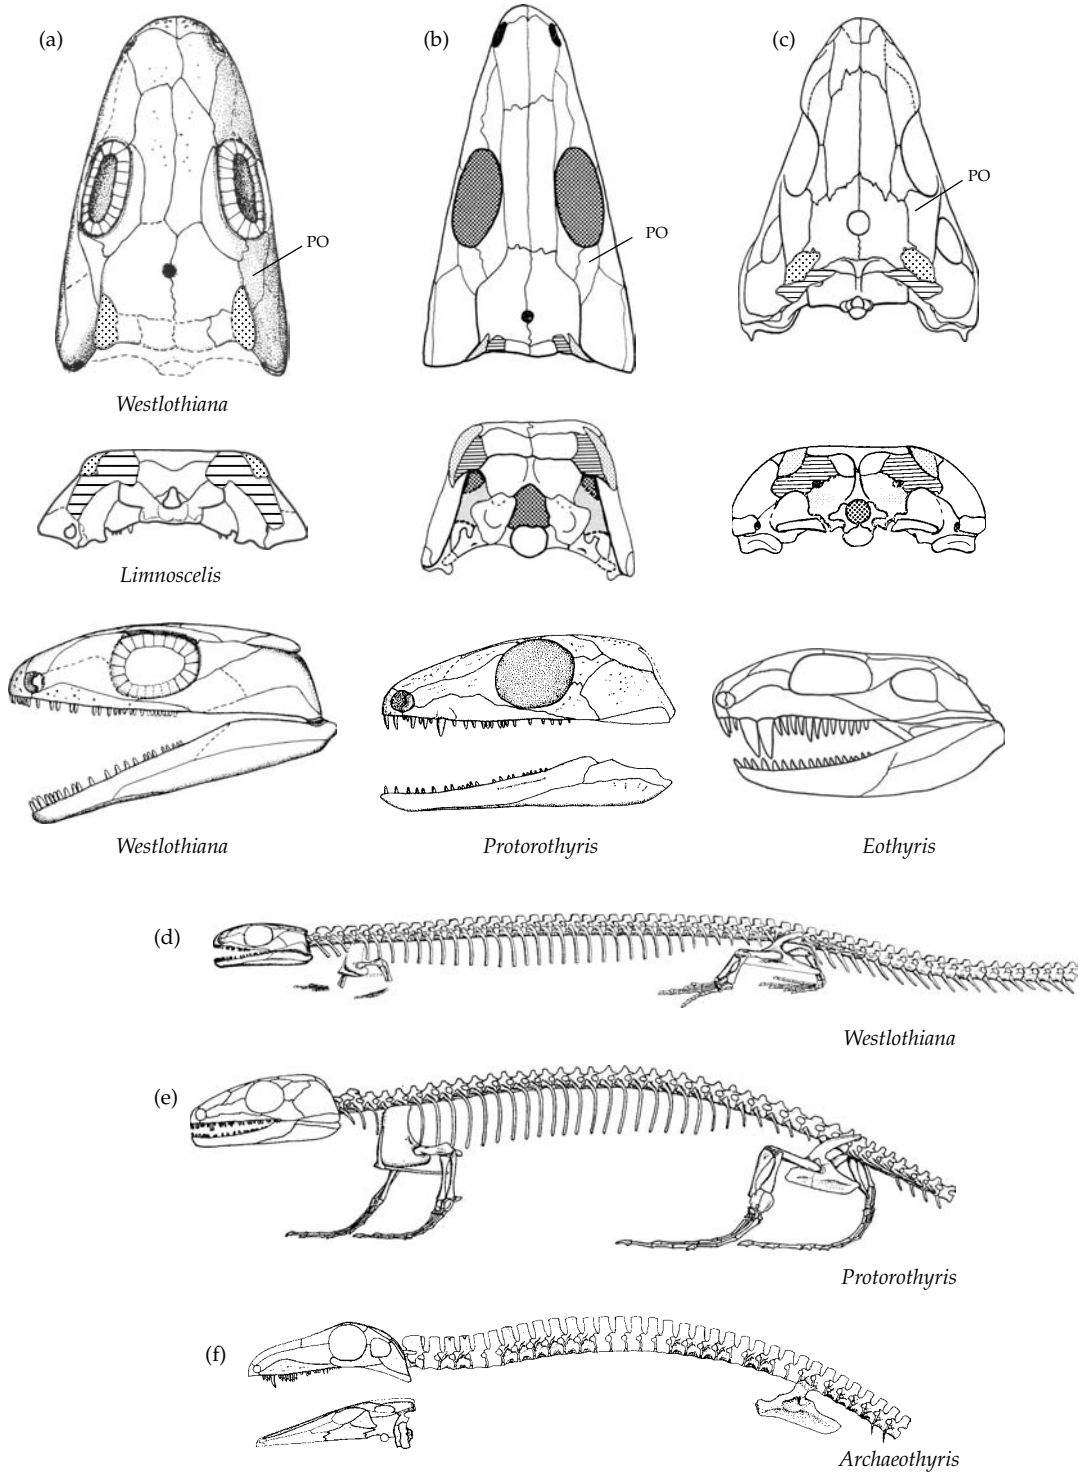 (a) (b) (c)
PO
PO
PO
Westlothiana
Limnoscelis
Westlothiana Protorothyris Eothyris
(d)
Westlothiana
(e)
Protorothyris
(f)
Archaeothyris